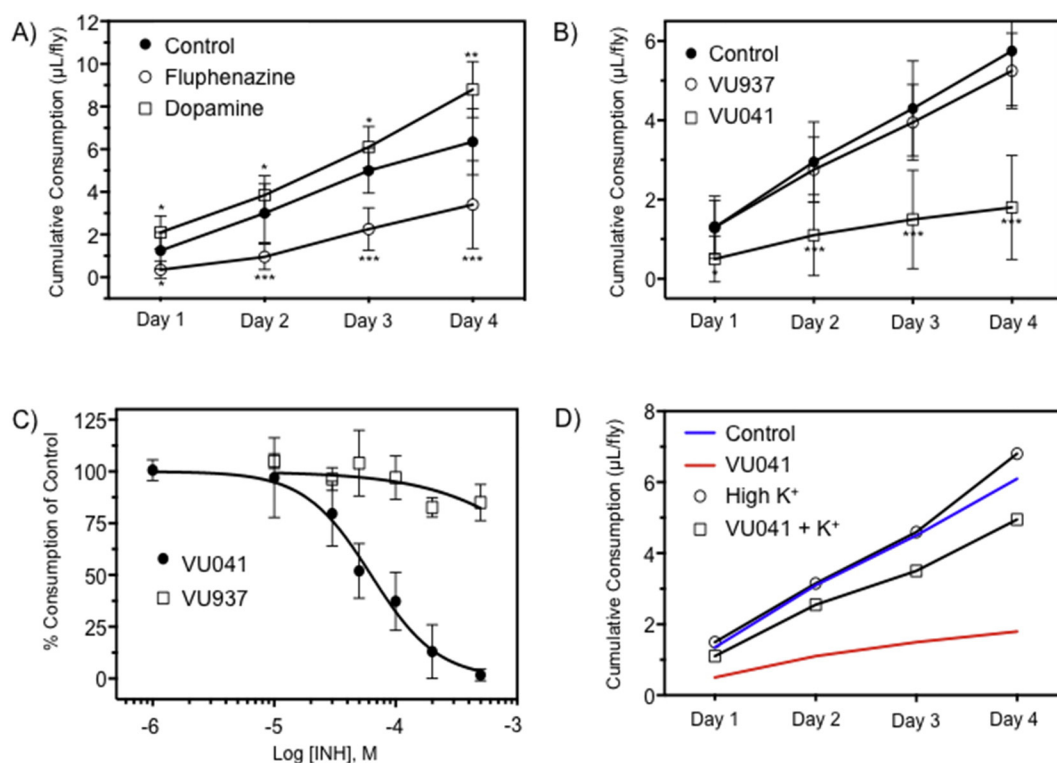 A)
Cumulative Consumption (µL/fly)
12
10
8
6
4
2
0
Control
Fluphenazine
Dopamine
*
*
*
**
*
***
***
***
Day 1 Day 2 Day 3 Day 4
B)
Cumulative Consumption (µL/fly)
6
4
2
0
Control
VU937
VU041
*
***
***
***
Day 1 Day 2 Day 3 Day 4
C)
% Consumption of Control
125
100
75
50
25
0
VU041
VU937
-6 -5 -4 -3
Log [INH], M
D)
Cumulative Consumption (µL/fly)
8
6
4
2
0
Control
VU041
High K⁺
VU041 + K⁺
Day 1 Day 2 Day 3 Day 4